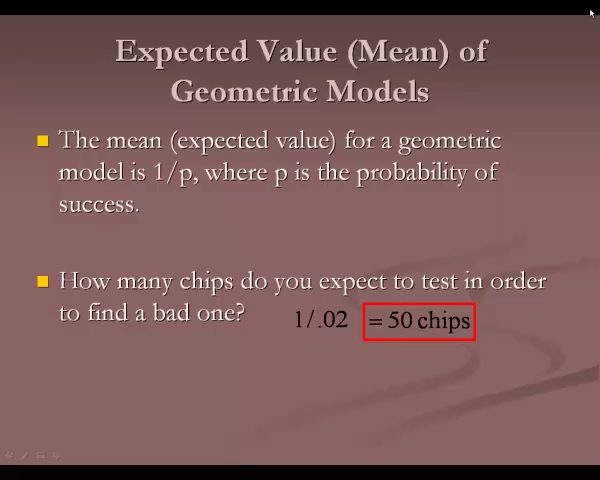 Expected Value (Mean) of
Geometric Models
The mean (expected value) for a geometric
model is 1/p, where p is the probability of
success.
How many chips do you expect to test in order
to find a bad one?
1/.02 = 50 chips